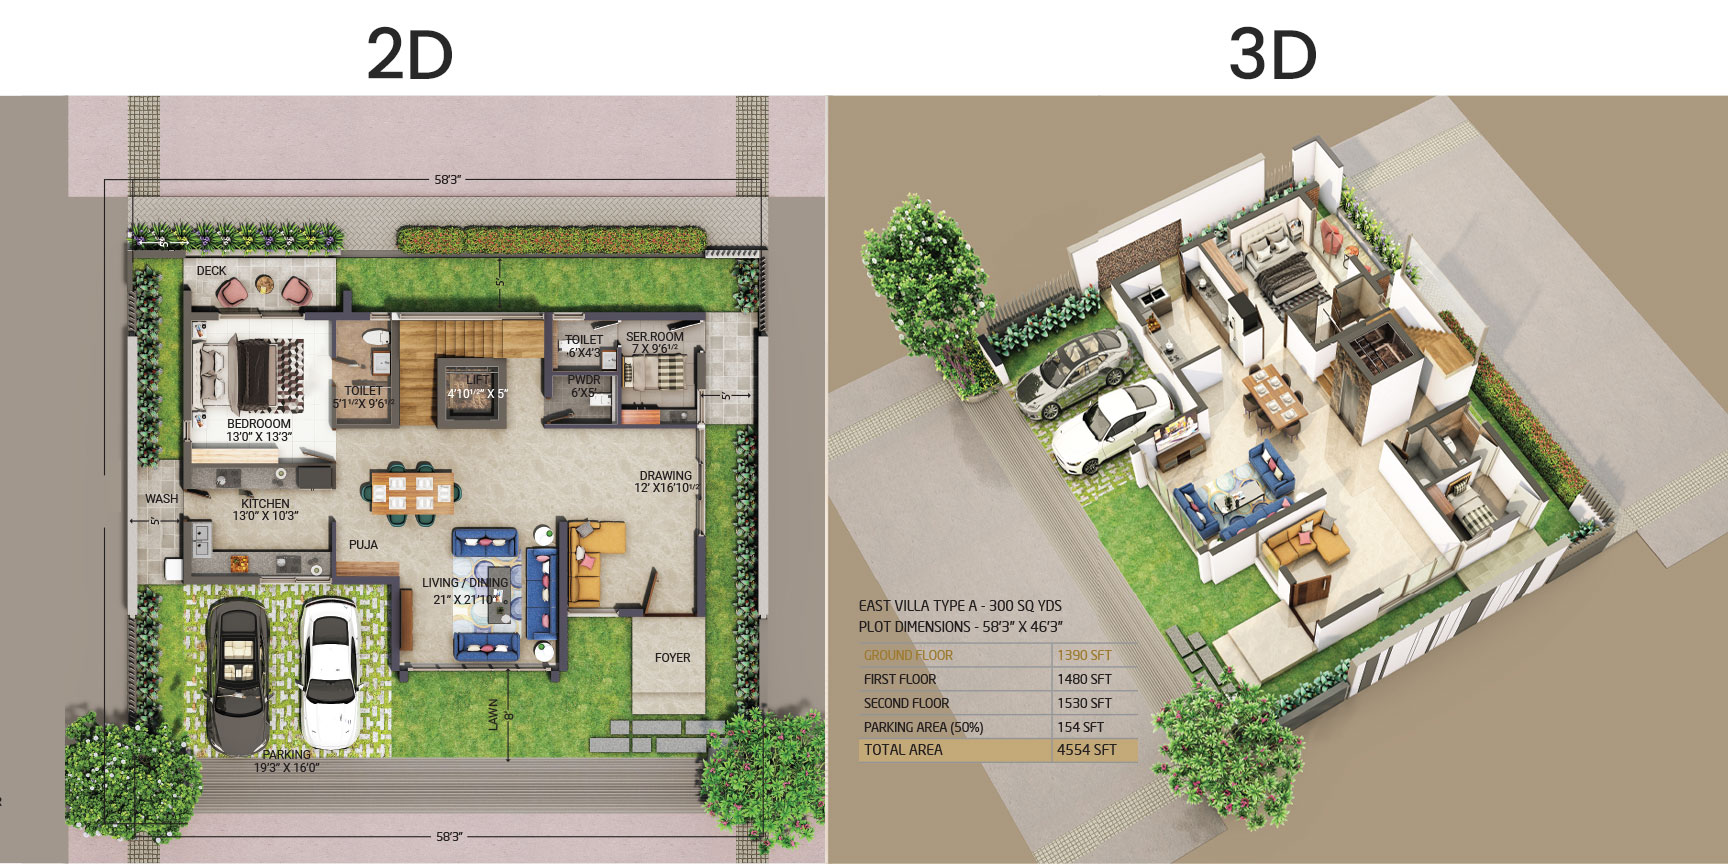 2D
3D
58'3"
5'
DECK
5'
TOILET
6'X4'3
SER.ROOM
7 X 9'6 1/2
LIFT
4'10 1/2" X 5"
PWDR
6'X5'
TOILET
5'1 1/2 X 9'6 1/2
5'
BEDROOOM
13'0" X 13'3"
DRAWING
12' X16'10 1/2
WASH
KITCHEN
13'0" X 10'3"
5'
PUJA
LIVING / DINING
21" X 21'10"
FOYER
LAWN
8'
PARKING
19'3" X 16'0"
58'3"
EAST VILLA TYPE A - 300 SQ YDS
PLOT DIMENSIONS - 58'3" X 46'3"
GROUND FLOOR 1390 SFT
FIRST FLOOR 1480 SFT
SECOND FLOOR 1530 SFT
PARKING AREA (50%) 154 SFT
TOTAL AREA 4554 SFT